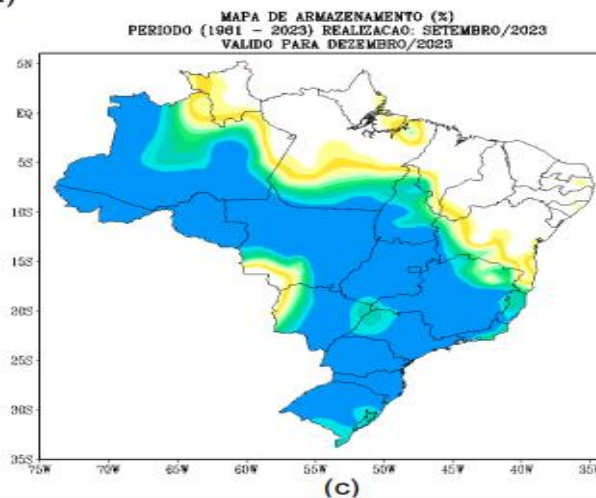 MAPA DE ARMAZENAMENTO (%)
PERIODO (1961 - 2023) REALIZACAO: SETEMBRO/2023
VALIDO PARA DEZEMBRO/2023
5N
EQ
5S
10S
15S
20S
25S
30S
35S
75W 70W 65W 60W 55W 50W 45W 40W 35W
(c)